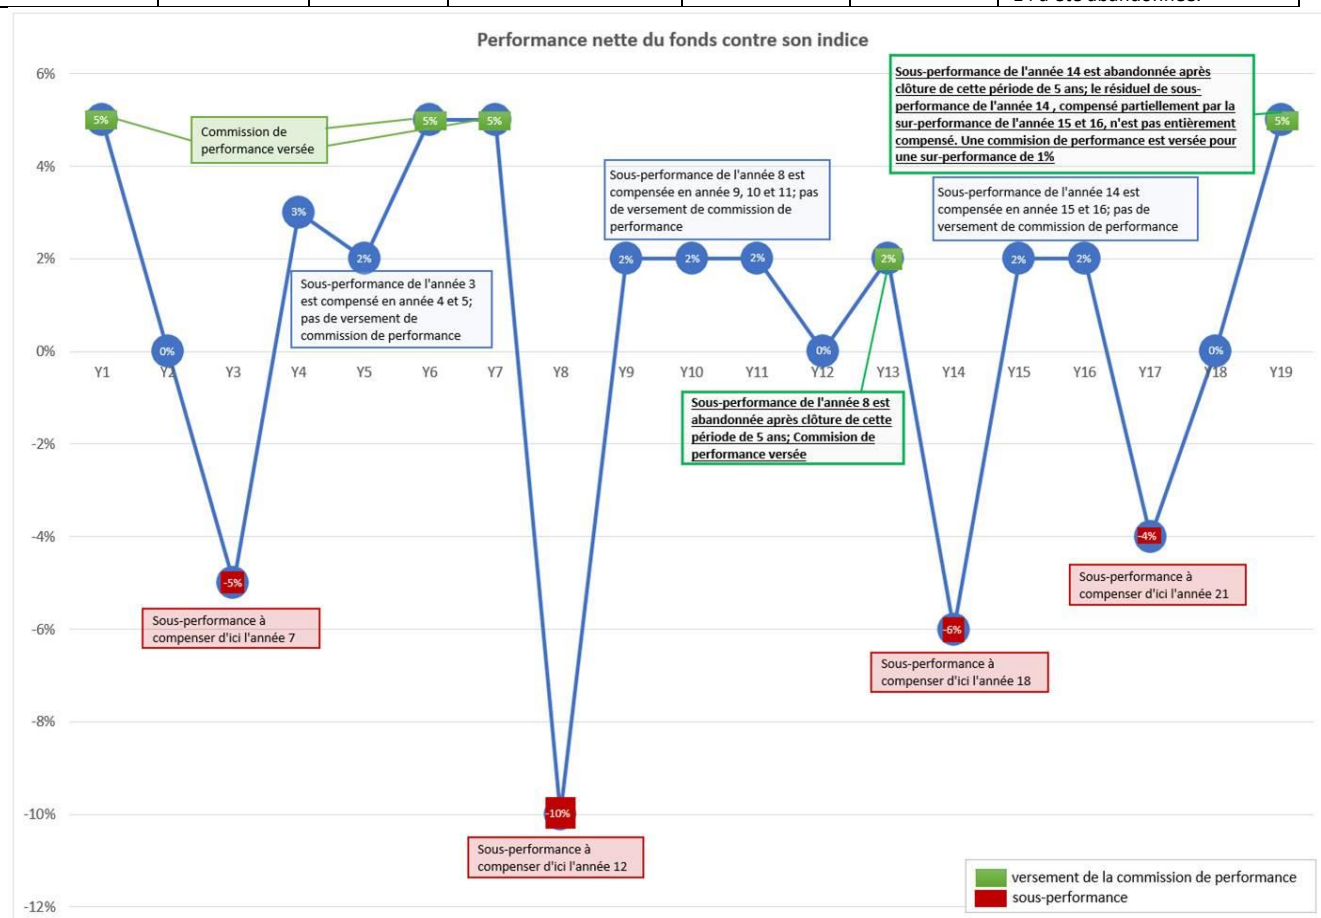 14 a été abandonnée.
Performance nette du fonds contre son indice
6%
4%
2%
0%
-2%
-4%
-6%
-8%
-10%
-12%
5%
0%
-5%
3%
2%
5%
5%
-10%
2%
2%
2%
0%
2%
-6%
2%
2%
-4%
0%
5%
Y1
Y2
Y3
Y4
Y5
Y6
Y7
Y8
Y9
Y10
Y11
Y12
Y13
Y14
Y15
Y16
Y17
Y18
Y19
Commission de
performance versée
Sous-performance de l'année 3
est compensé en année 4 et 5;
pas de versement de
commission de performance
Sous-performance à
compenser d'ici l'année 7
Sous-performance à
compenser d'ici l'année 12
Sous-performance de l'année 8 est
compensée en année 9, 10 et 11; pas
de versement de commission de
performance
Sous-performance de l'année 8 est
abandonnée après clôture de cette
période de 5 ans; Commision de
performance versée
Sous-performance de l'année 14 est abandonnée après
clôture de cette période de 5 ans; le résiduel de sous-
performance de l'année 14 , compensé partiellement par la
sur-performance de l'année 15 et 16, n'est pas entièrement
compensé. Une commision de performance est versée pour
une sur-performance de 1%
Sous-performance de l'année 14 est
compensée en année 15 et 16; pas de
versement de commission de performance
Sous-performance à
compenser d'ici l'année 18
Sous-performance à
compenser d'ici l'année 21
versement de la commission de performance
sous-performance